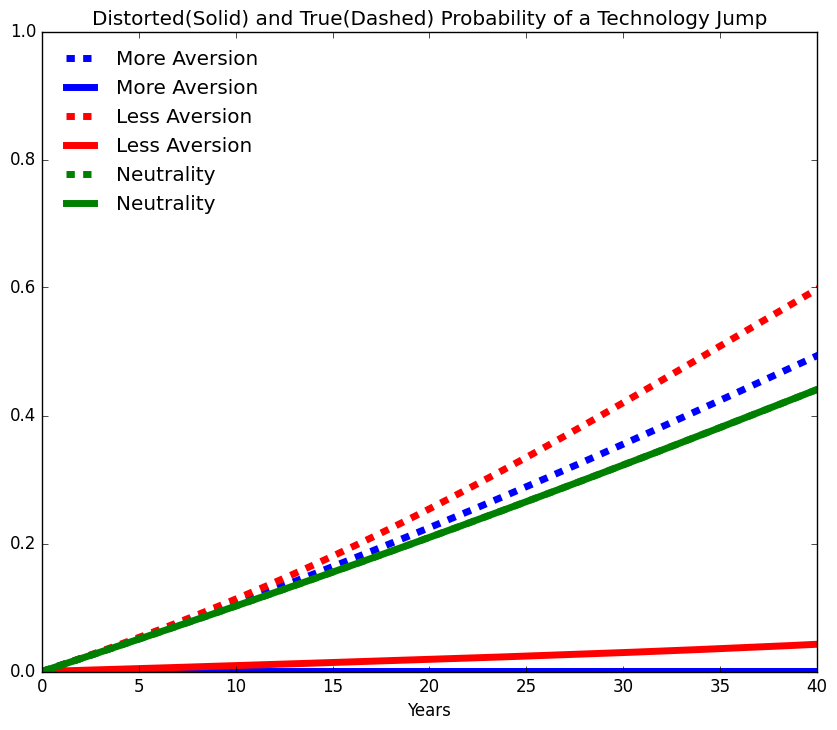 Distorted(Solid) and True(Dashed) Probability of a Technology Jump
1.0
More Aversion
More Aversion
Less Aversion
Less Aversion
Neutrality
Neutrality
0.8
0.6
0.4
0.2
0.0
0 5 10 15 20 25 30 35 40
Years